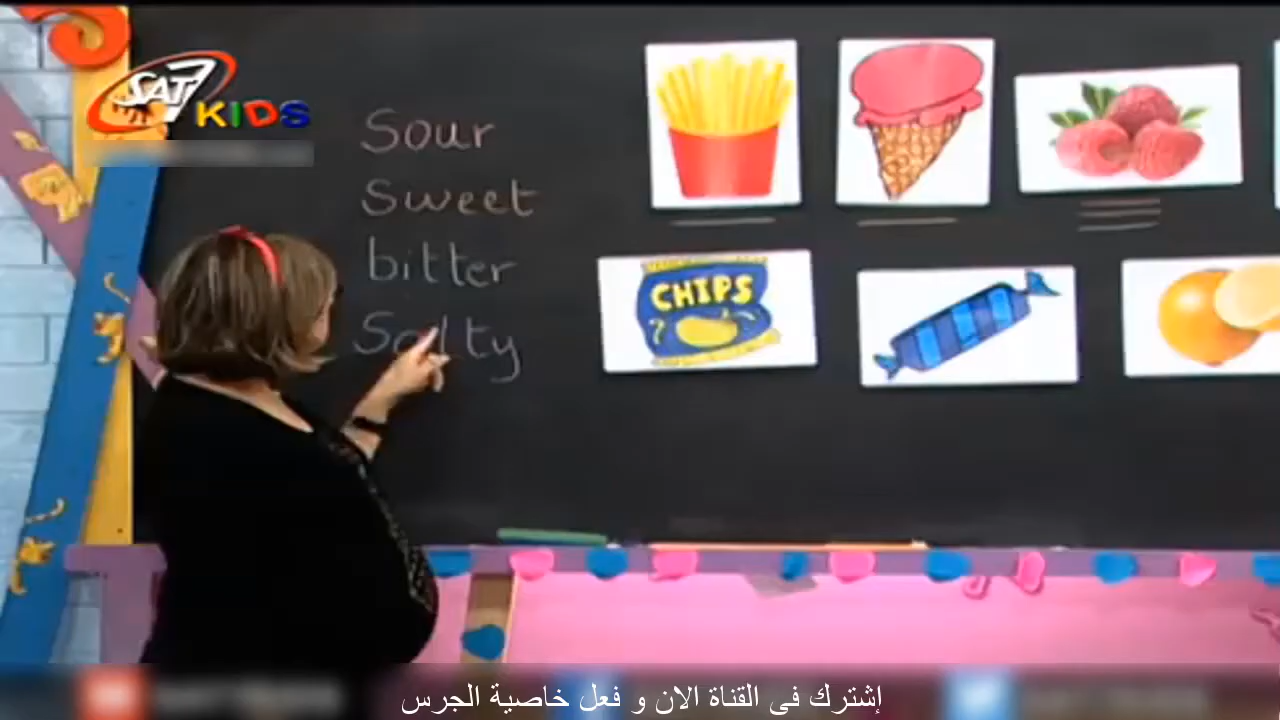 SAT7
KIDS
Sour
Sweet
bitter
Salty
CHIPS
إشترك فى القناة الان و فعل خاصية الجرس